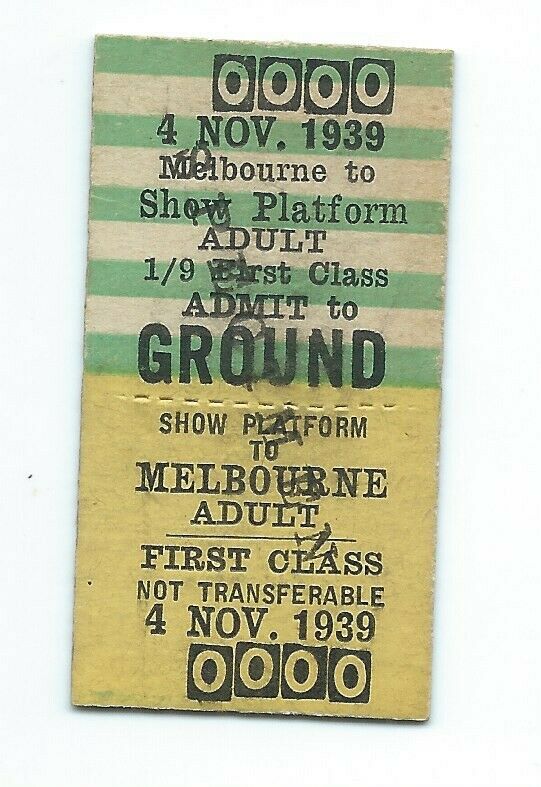 0000
4 NOV. 1939
Melbourne to
Show Platform
ADULT
1/9 First Class
ADMIT to
GROUND
SHOW PLATFORM
TO
MELBOURNE
ADULT
FIRST CLASS
NOT TRANSFERABLE
4 NOV. 1939
0000